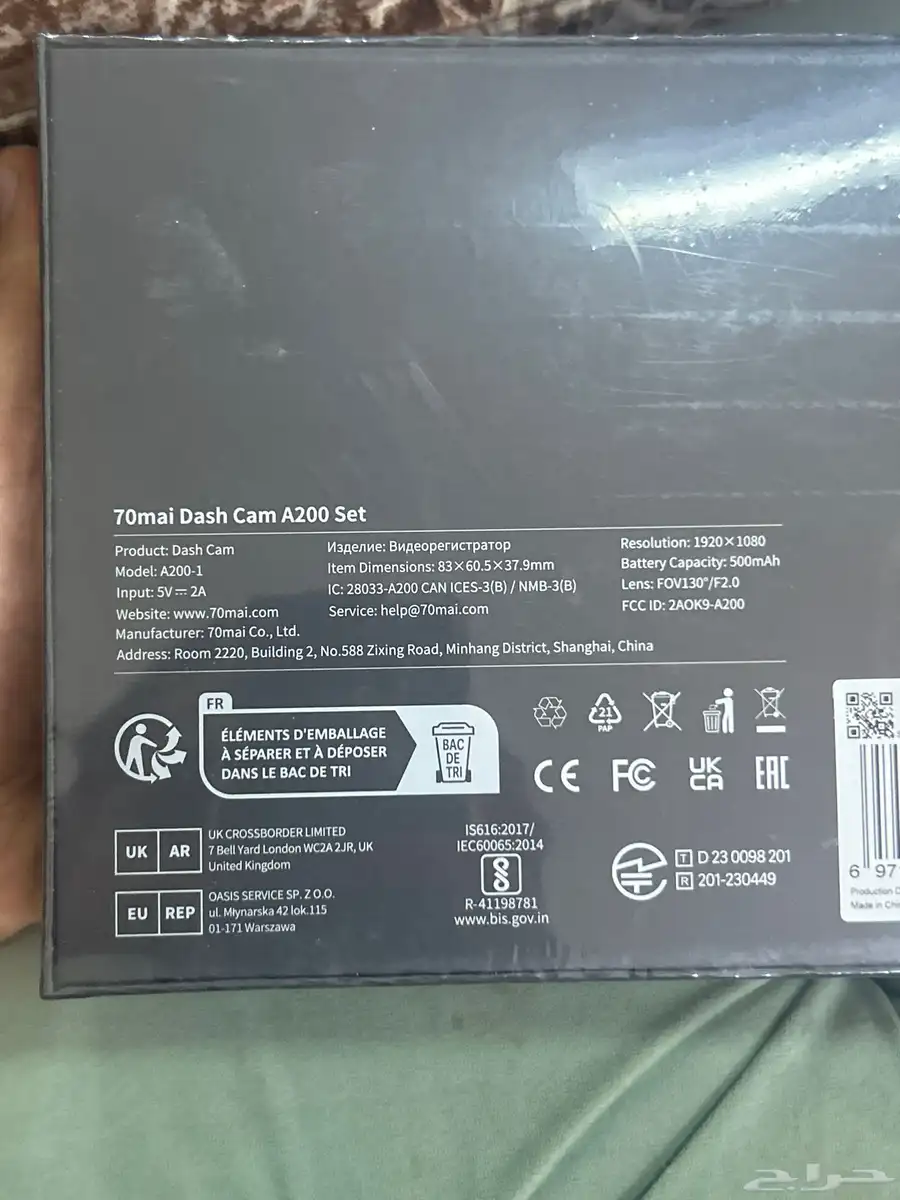 70mai Dash Cam A200 Set
Product: Dash Cam
Model: A200-1
Input: 5V⎓2A
Website: www.70mai.com
Manufacturer: 70mai Co., Ltd.
Address: Room 2220, Building 2, No.588 Zixing Road, Minhang District, Shanghai, China
Изделие: Видеорегистратор
Item Dimensions: 83×60.5×37.9mm
IC: 28033-A200 CAN ICES-3(B) / NMB-3(B)
Service: help@70mai.com
Resolution: 1920×1080
Battery Capacity: 500mAh
Lens: FOV130°/F2.0
FCC ID: 2AOK9-A200
FR
ÉLÉMENTS D'EMBALLAGE
À SÉPARER ET À DÉPOSER
DANS LE BAC DE TRI
BAC
DE
TRI
21
PAP
CE
FC
UK
CA
EAC
UK AR
UK CROSSBORDER LIMITED
7 Bell Yard London WC2A 2JR, UK
United Kingdom
EU REP
OASIS SERVICE SP. Z O.O.
ul. Młynarska 42 lok.115
01-171 Warszawa
IS616:2017/
IEC60065:2014
R-41198781
www.bis.gov.in
T D 23 0098 201
R 201-230449
6 97
Production
Made in
حراج